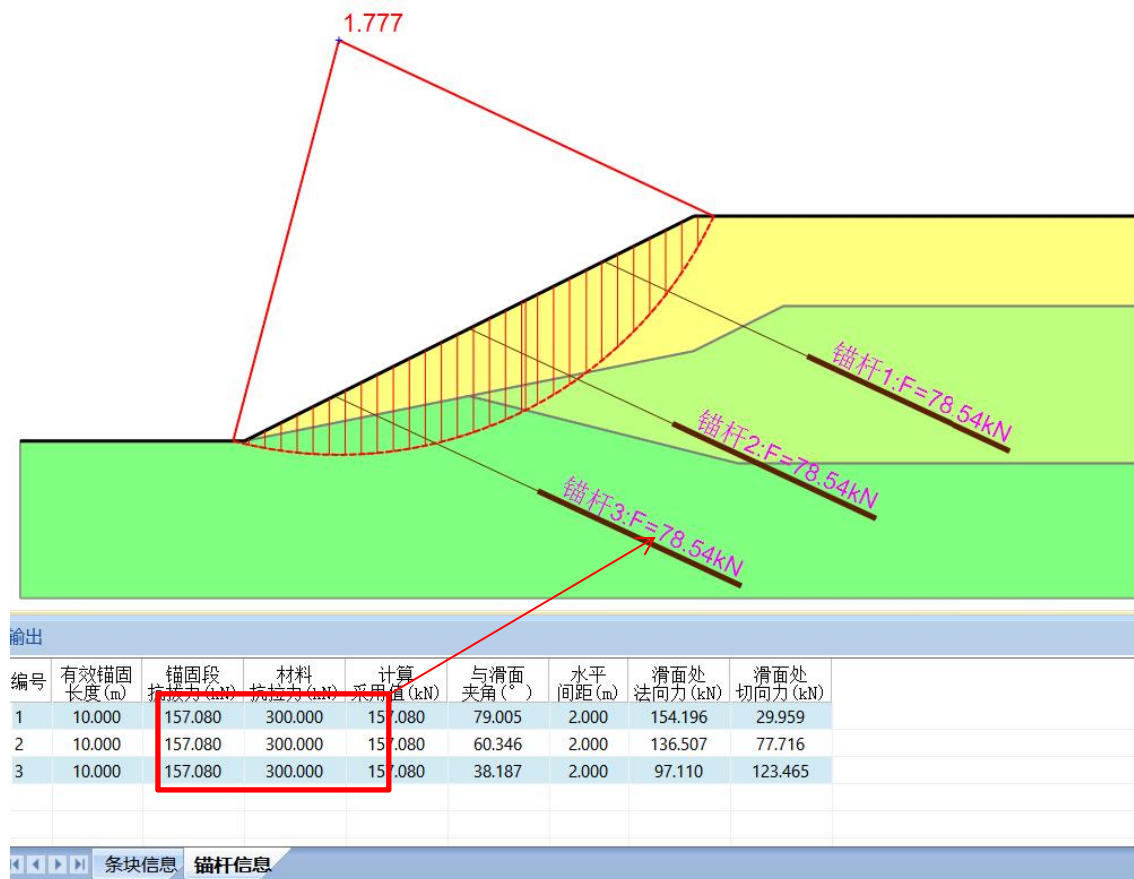 1.777
锚杆1:F=78.54kN
锚杆2:F=78.54kN
锚杆3:F=78.54kN
输出
编号 有效锚固长度(m) 锚固段抗拔力(kN) 材料抗拉力(kN) 计算采用值(kN) 与滑面夹角(°) 水平间距(m) 滑面处法向力(kN) 滑面处切向力(kN)
1 10.000 157.080 300.000 157.080 79.005 2.000 154.196 29.959
2 10.000 157.080 300.000 157.080 60.346 2.000 136.507 77.716
3 10.000 157.080 300.000 157.080 38.187 2.000 97.110 123.465
条块信息 锚杆信息